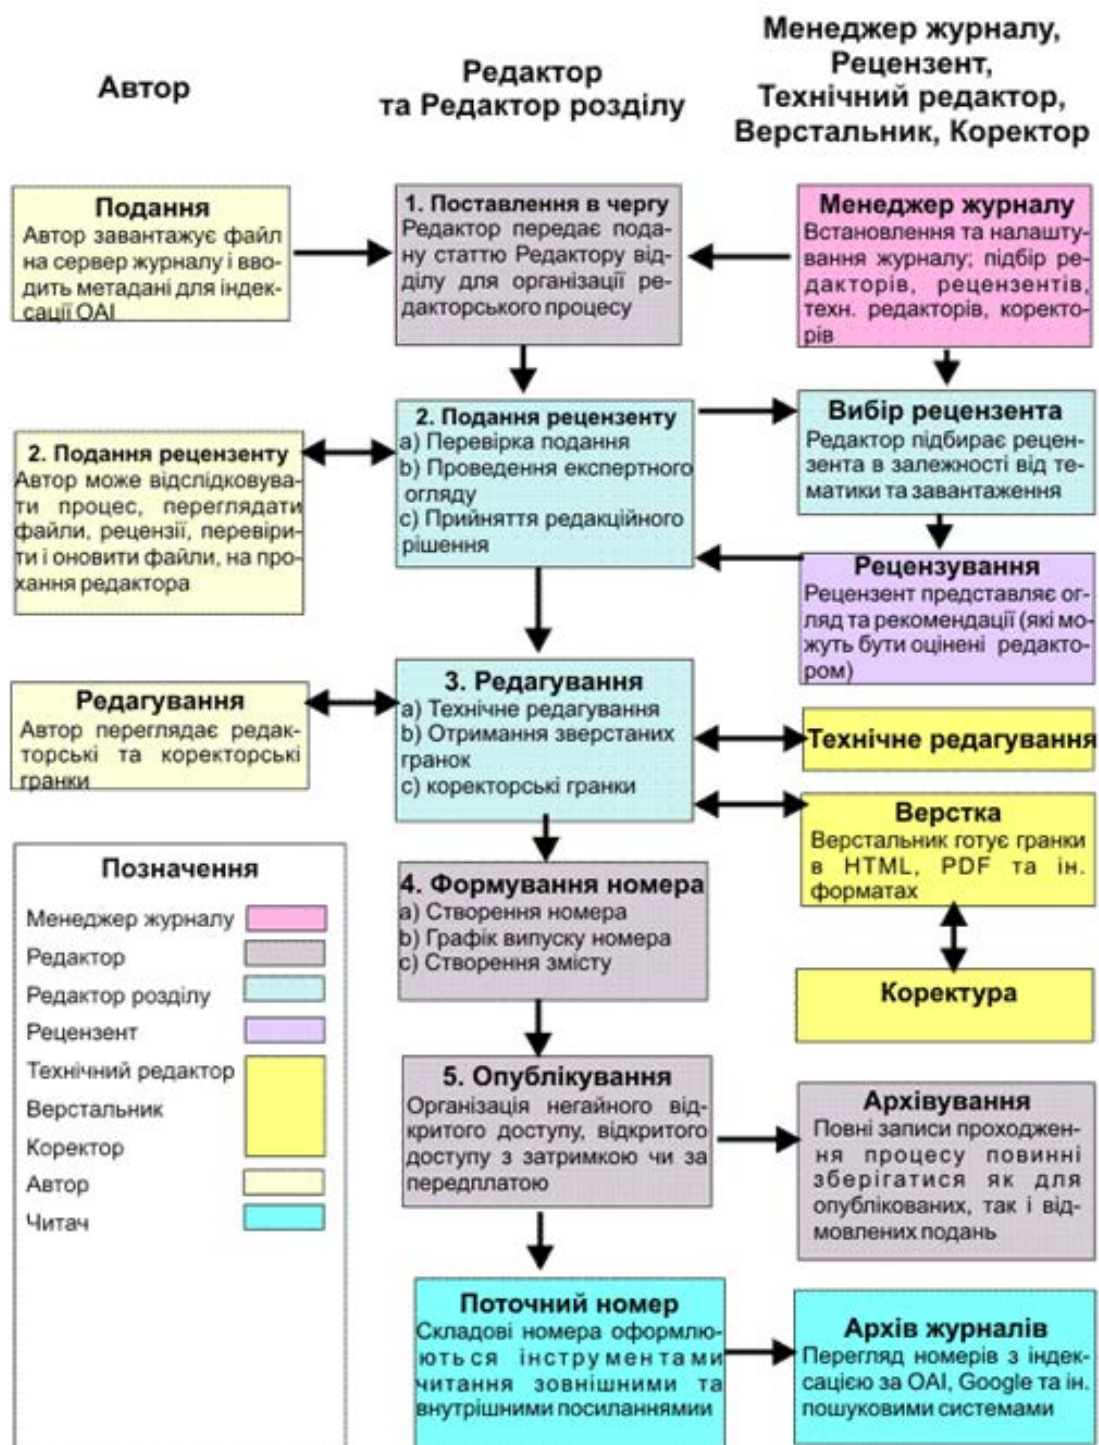 Автор
Редактор
та Редактор розділу
Менеджер журналу,
Рецензент,
Технічний редактор,
Верстальник, Коректор
Подання
Автор завантажує файл
на сервер журналу і вво-
дить метадані для індек-
сації OAI
1. Поставлення в чергу
Редактор передає пода-
ну статтю Редактору від-
ділу для організації ре-
дакторського процесу
Менеджер журналу
Встановлення та налашту-
вання журналу; підбір ре-
дакторів, рецензентів,
техн. редакторів, коректо-
рів
2. Подання рецензенту
Автор може відслідковува-
ти процес, переглядати
файли, рецензії, перевіри-
ти і оновити файли, на про-
хання редактора
2. Подання рецензенту
a) Перевірка подання
b) Проведення експертного
огляду
c) Прийняття редакційного
рішення
Вибір рецензента
Редактор підбирає рецен-
зента в залежності від те-
матики та завантаження
Рецензування
Рецензент представляє ог-
ляд та рекомендації (які мо-
жуть бути оцінені редакто-
ром)
Редагування
Автор переглядає редак-
торські та коректорські
гранки
3. Редагування
a) Технічне редагування
b) Отримання зверстаних
гранок
c) коректорські гранки
Технічне редагування
Верстка
Верстальник готує гранки
в HTML, PDF та ін.
форматах
Коректура
4. Формування номера
a) Створення номера
b) Графік випуску номера
c) Створення змісту
Позначення
Менеджер журналу
Редактор
Редактор розділу
Рецензент
Технічний редактор
Верстальник
Коректор
Автор
Читач
5. Опублікування
Організація негайного від-
критого доступу, відкритого
доступу з затримкою чи за
передплатою
Архівування
Повні записи проходжен-
ня процесу повинні
зберігатися як для
опублікованих, так і від-
мовлених подань
Поточний номер
Складові номера оформлю-
ються інструментами
читання зовнішними та
внутрішними посиланнямии
Архів журналів
Перегляд номерів з індек-
сацією за OAI, Google та ін.
пошуковими системами